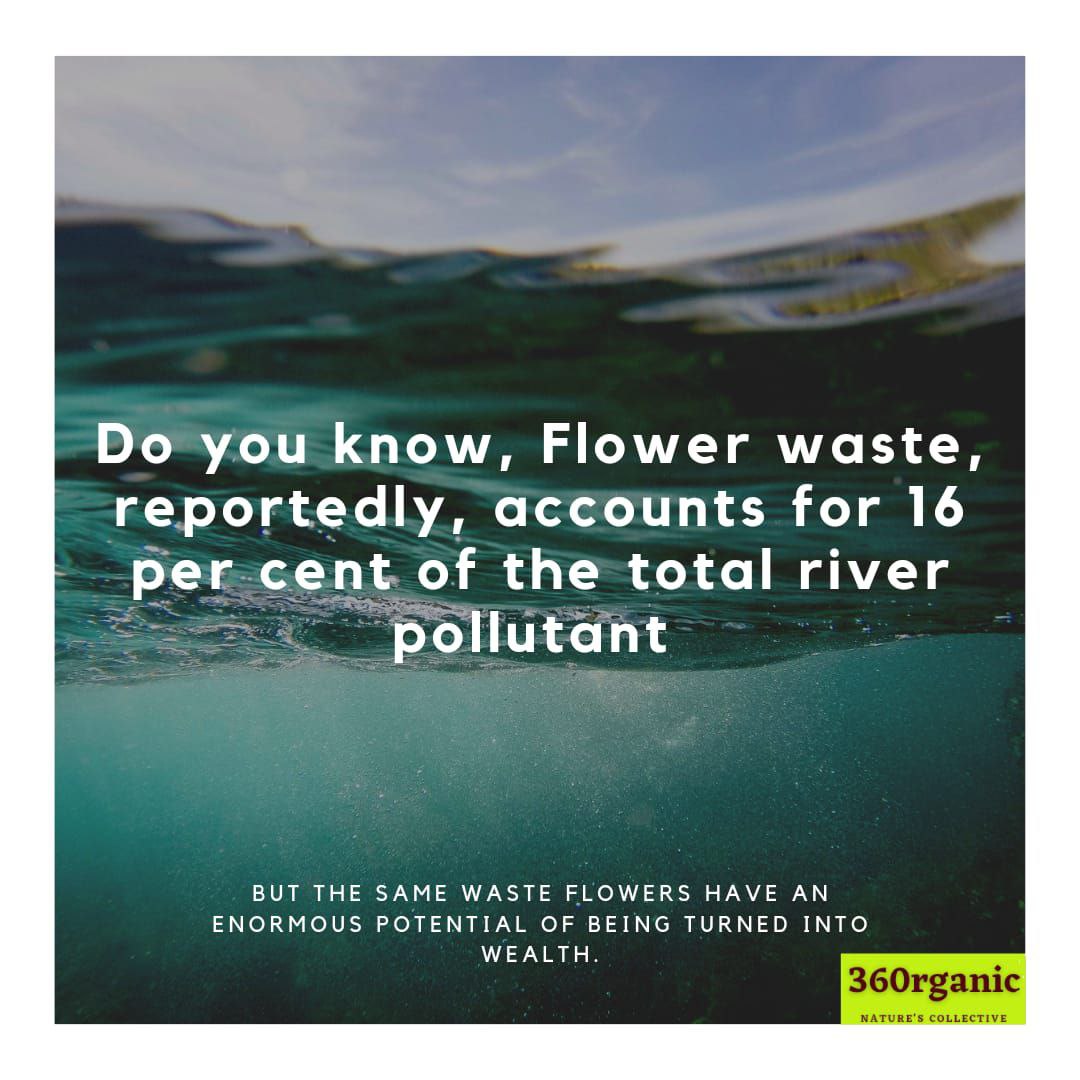 Do you know, Flower waste,
reportedly, accounts for 16
per cent of the total river
pollutant
BUT THE SAME WASTE FLOWERS HAVE AN
ENORMOUS POTENTIAL OF BEING TURNED INTO
WEALTH.
360rganic
NATURE'S COLLECTIVE